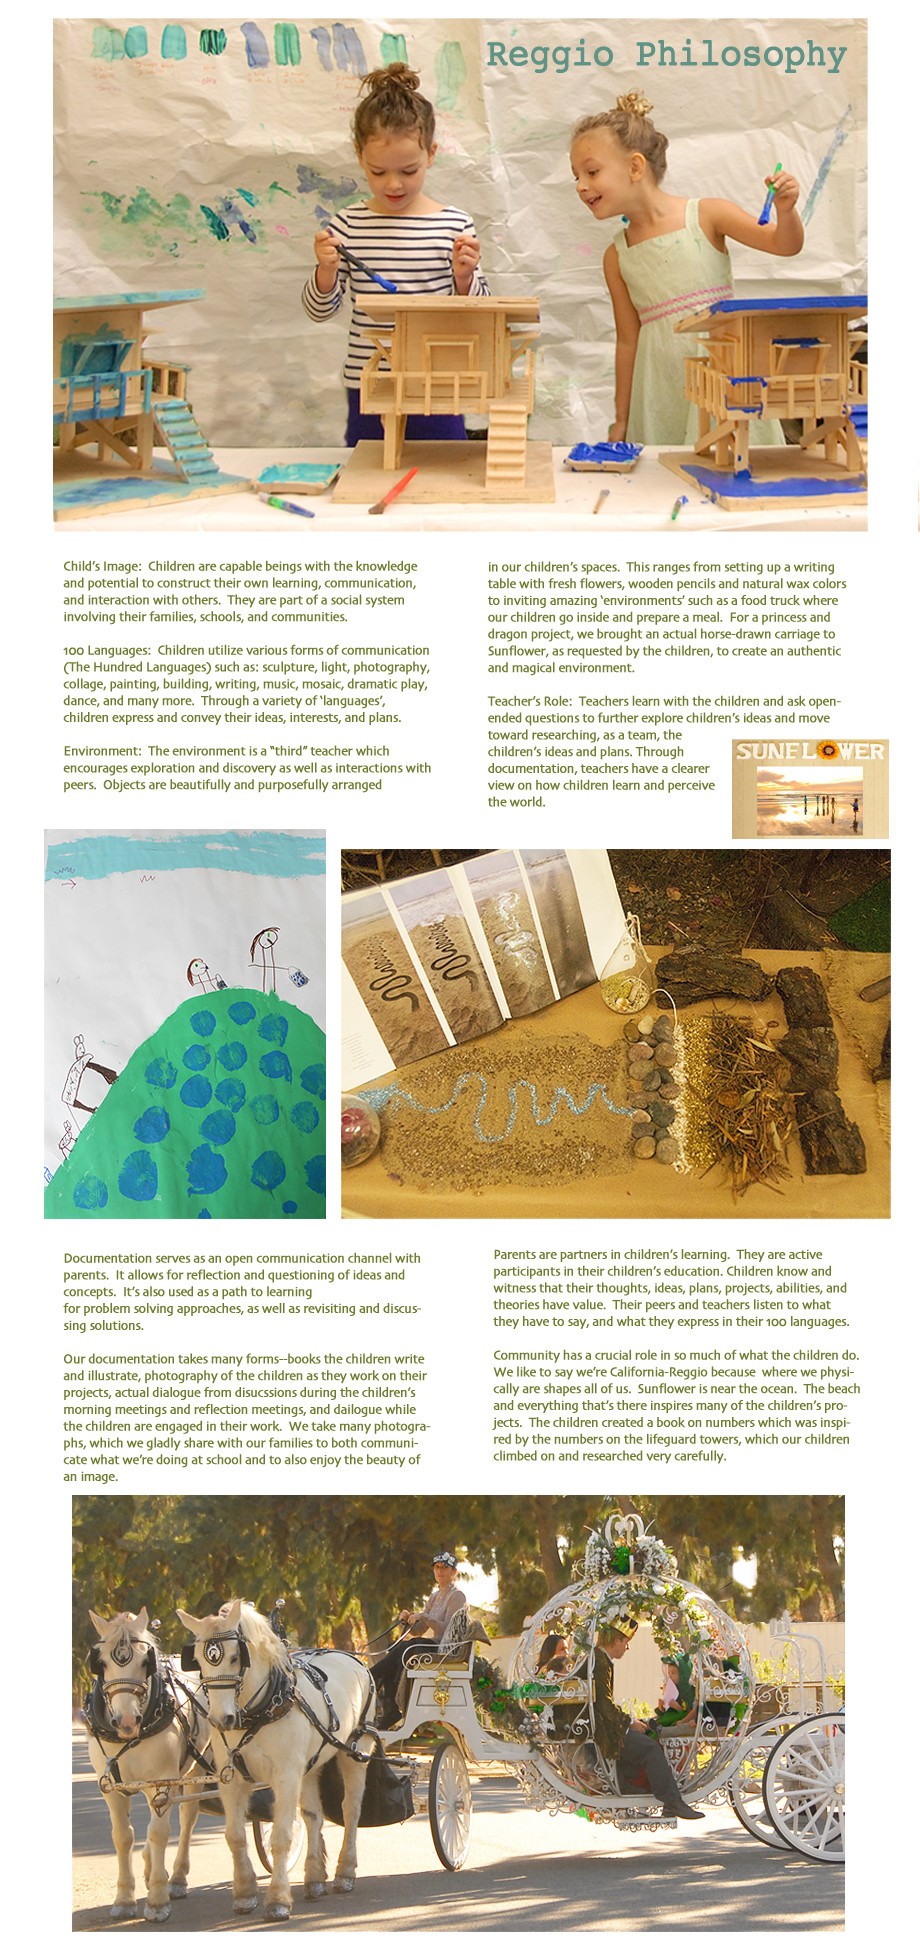 Reggio Philosophy
Child's Image:  Children are capable beings with the knowledge
and potential to construct their own learning, communication,
and interaction with others.  They are part of a social system
involving their families, schools, and communities.
100 Languages:  Children utilize various forms of communication
(The Hundred Languages) such as: sculpture, light, photography,
collage, painting, building, writing, music, mosaic, dramatic play,
dance, and many more.  Through a variety of 'languages',
children express and convey their ideas, interests, and plans.
Environment:  The environment is a "third" teacher which
encourages exploration and discovery as well as interactions with
peers.  Objects are beautifully and purposefully arranged
in our children's spaces.  This ranges from setting up a writing
table with fresh flowers, wooden pencils and natural wax colors
to inviting amazing 'environments' such as a food truck where
our children go inside and prepare a meal.  For a princess and
dragon project, we brought an actual horse-drawn carriage to
Sunflower, as requested by the children, to create an authentic
and magical environment.
Teacher's Role:  Teachers learn with the children and ask open-
ended questions to further explore children's ideas and move
toward researching, as a team, the
children's ideas and plans. Through
documentation, teachers have a clearer
view on how children learn and perceive
the world.
SUNFLOWER
Documentation serves as an open communication channel with
parents.  It allows for reflection and questioning of ideas and
concepts.  It's also used as a path to learning
for problem solving approaches, as well as revisiting and discus-
sing solutions.
Our documentation takes many forms--books the children write
and illustrate, photography of the children as they work on their
projects, actual dialogue from disucssions during the children's
morning meetings and reflection meetings, and dailogue while
the children are engaged in their work.  We take many photogra-
phs, which we gladly share with our families to both communi-
cate what we're doing at school and to also enjoy the beauty of
an image.
Parents are partners in children's learning.  They are active
participants in their children's education. Children know and
witness that their thoughts, ideas, plans, projects, abilities, and
theories have value.  Their peers and teachers listen to what
they have to say, and what they express in their 100 languages.
Community has a crucial role in so much of what the children do.
We like to say we're California-Reggio because  where we physi-
cally are shapes all of us.  Sunflower is near the ocean.  The beach
and everything that's there inspires many of the children's pro-
jects.  The children created a book on numbers which was inspi-
red by the numbers on the lifeguard towers, which our children
climbed on and researched very carefully.